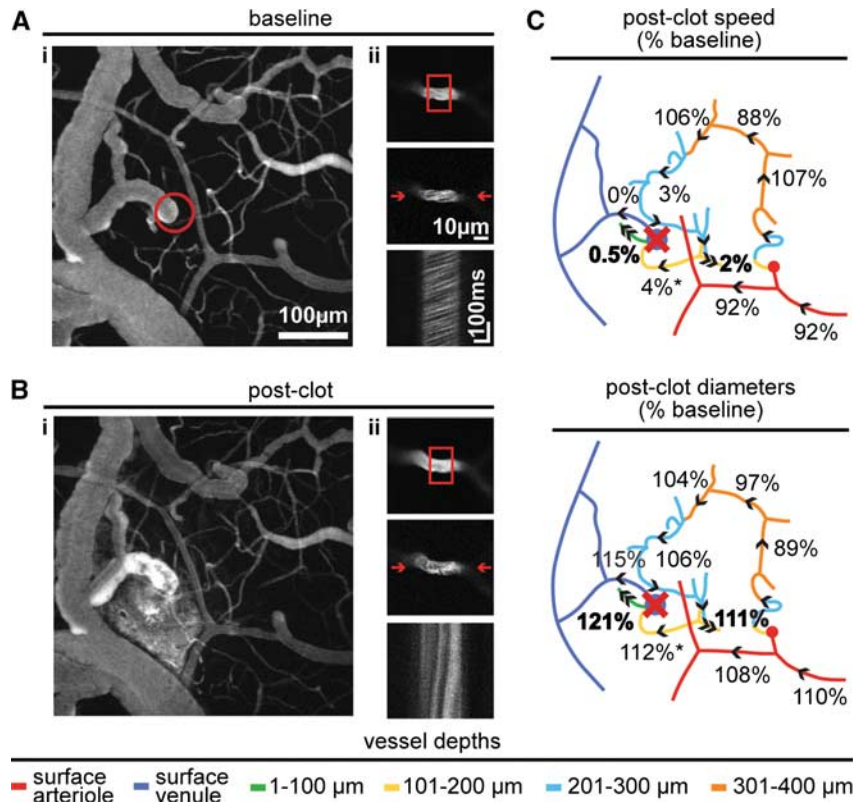 A
baseline
i
ii
100µm
10µm
100ms
B
post-clot
i
ii
C
post-clot speed
(% baseline)
106%
88%
107%
0%
3%
0.5%
2%
4%*
92%
92%
post-clot diameters
(% baseline)
104%
97%
89%
115%
106%
121%
111%
112%*
108%
110%
vessel depths
surface arteriole
surface venule
1-100 µm
101-200 µm
201-300 µm
301-400 µm